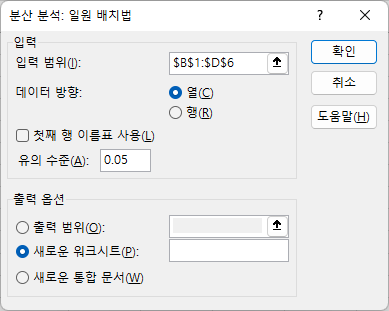 분산 분석: 일원 배치법 ? ×
입력
입력 범위(I): $B$1:$D$6
확인
데이터 방향: 열(C)
취소
행(R)
도움말(H)
첫째 행 이름표 사용(L)
유의 수준(A): 0.05
출력 옵션
출력 범위(O):
새로운 워크시트(P):
새로운 통합 문서(W)